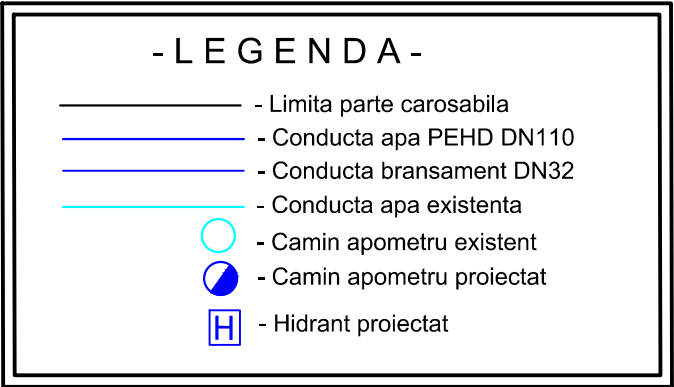 - L E G E N D A -
- Limita parte carosabila
- Conducta apa PEHD DN110
- Conducta bransament DN32
- Conducta apa existenta
- Camin apometru existent
- Camin apometru proiectat
H - Hidrant proiectat